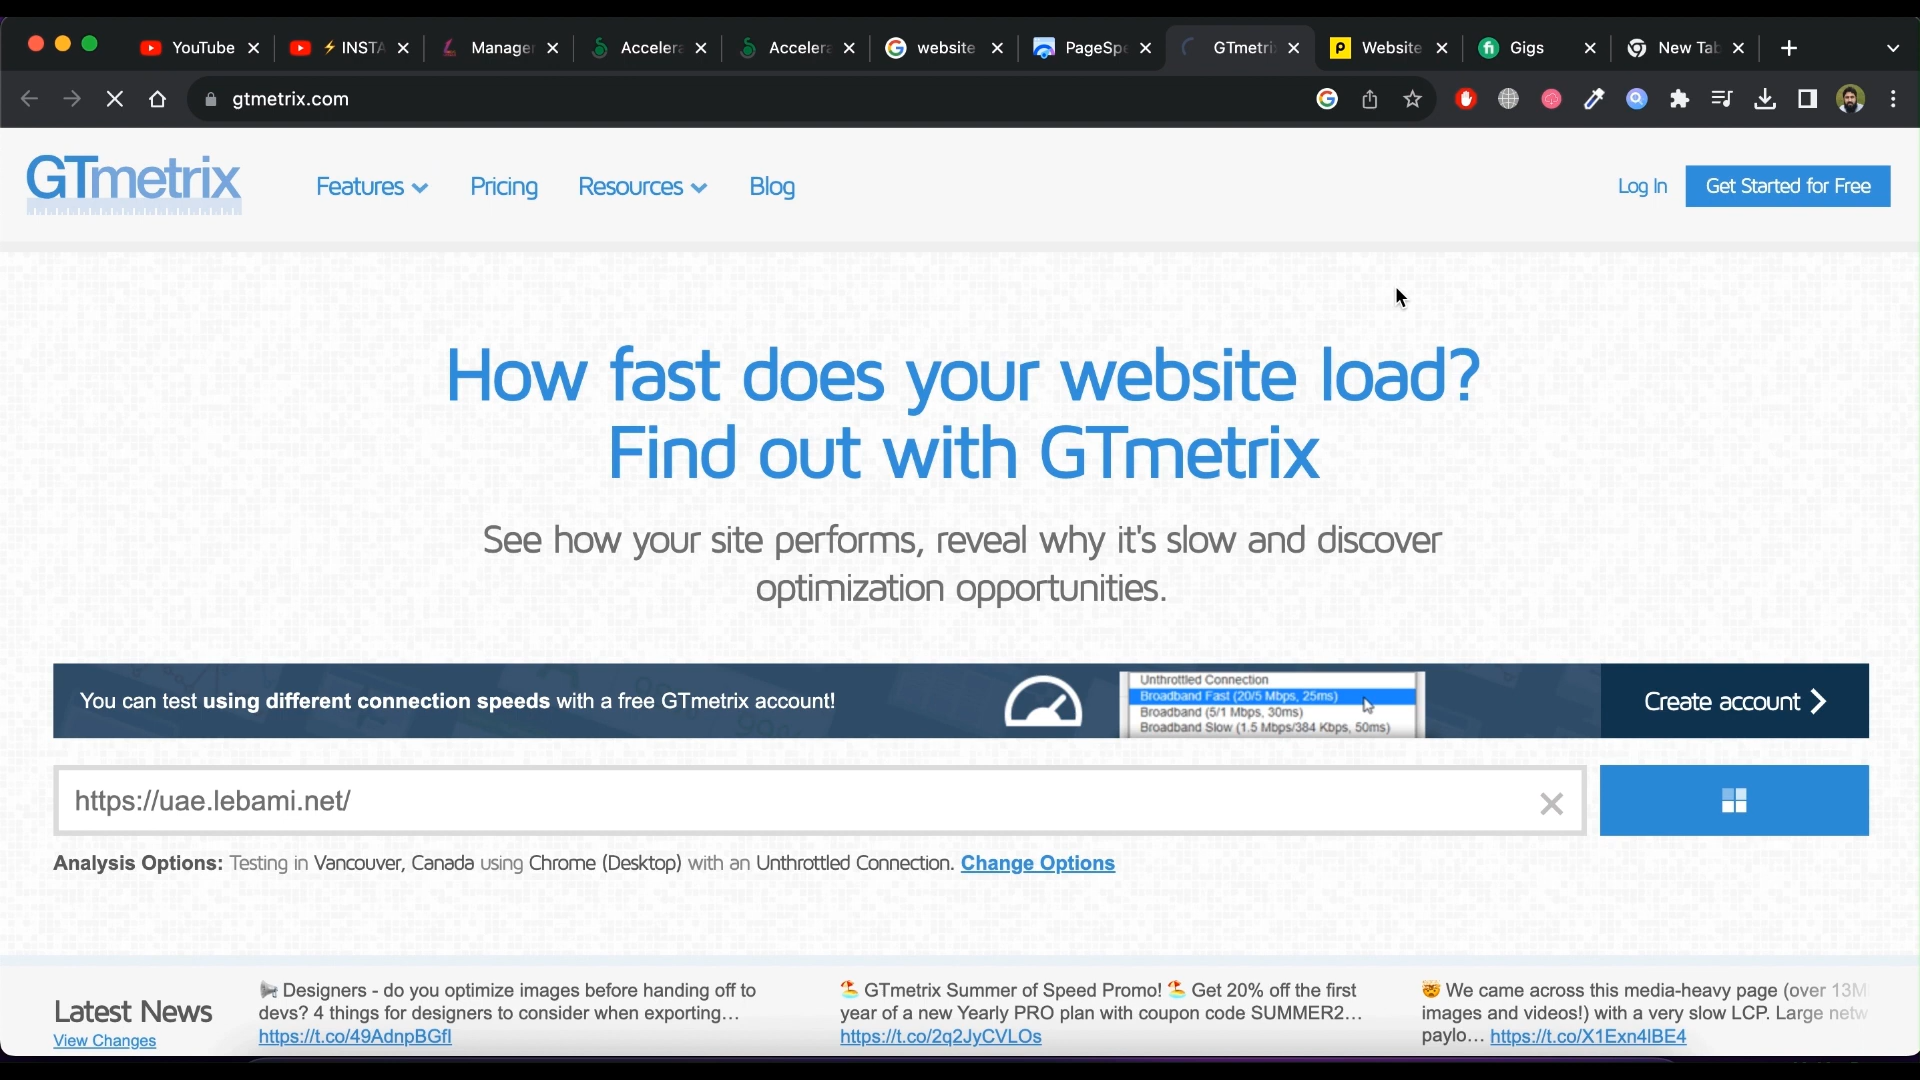 YouTube
INSTA
Manager
Accelera
Accelera
website
PageSpe
GTmetri
Website
Gigs
New Tab
gtmetrix.com
GTmetrix
Features
Pricing
Resources
Blog
Log In
Get Started for Free
How fast does your website load?
Find out with GTmetrix
See how your site performs, reveal why it's slow and discover
optimization opportunities.
You can test using different connection speeds with a free GTmetrix account!
Unthrottled Connection
Broadband Fast (20/5 Mbps, 25ms)
Broadband (5/1 Mbps, 30ms)
Broadband Slow (1.5 Mbps/384 Kbps, 50ms)
Create account
https://uae.lebami.net/
Analysis Options: Testing in Vancouver, Canada using Chrome (Desktop) with an Unthrottled Connection. Change Options
Latest News
View Changes
Designers - do you optimize images before handing off to
devs? 4 things for designers to consider when exporting...
https://t.co/49AdnpBGfl
GTmetrix Summer of Speed Promo! Get 20% off the first
year of a new Yearly PRO plan with coupon code SUMMER2...
https://t.co/2q2JyCVLOs
We came across this media-heavy page (over 13M
images and videos!) with a very slow LCP. Large netw
paylo... https://t.co/X1Exn4lBE4